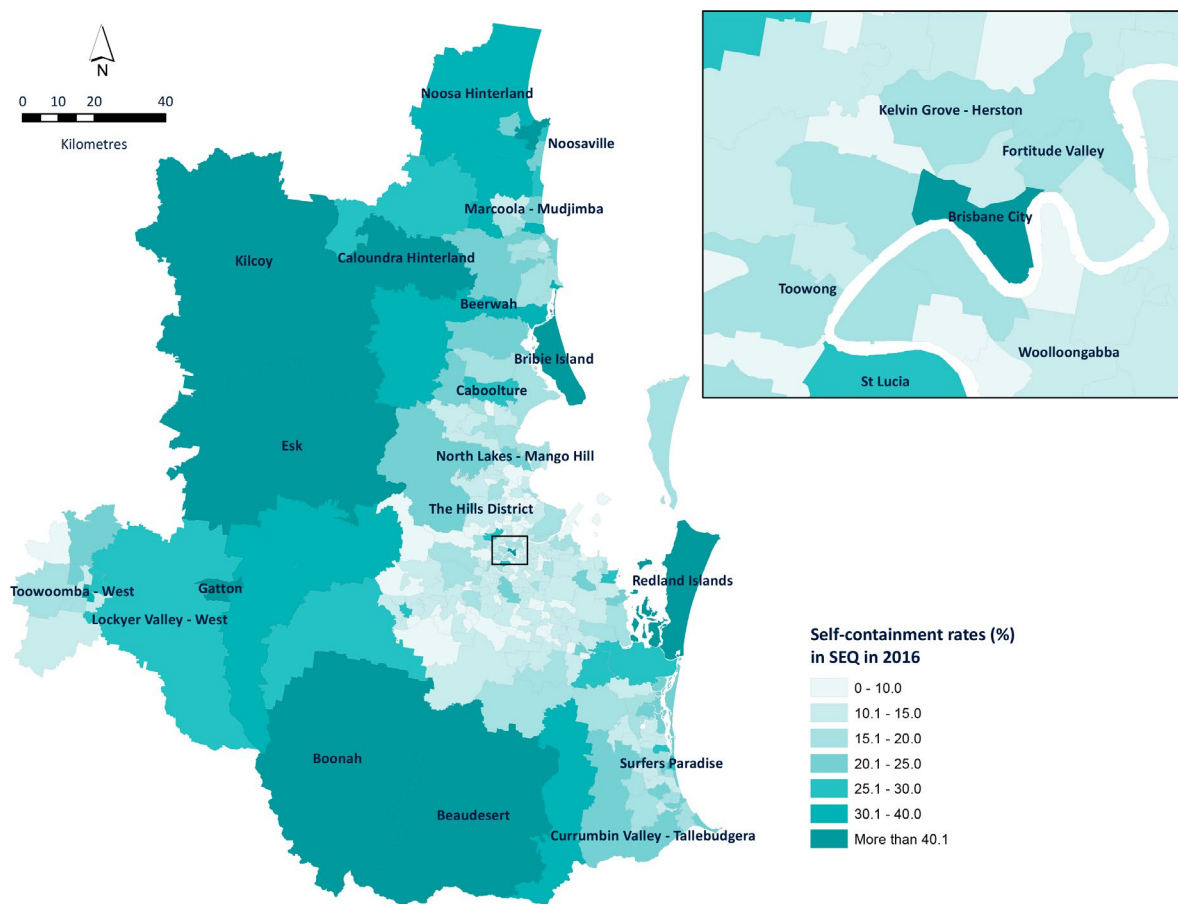 N
0 10 20 40
Kilometres
Noosa Hinterland
Noosaville
Marcoola - Mudjimba
Kilcoy
Caloundra Hinterland
Beerwah
Bribie Island
Caboolture
Esk
North Lakes - Mango Hill
The Hills District
Redland Islands
Toowoomba - West
Gatton
Lockyer Valley - West
Boonah
Surfers Paradise
Beaudesert
Currumbin Valley - Tallebudgera
Kelvin Grove - Herston
Fortitude Valley
Brisbane City
Toowong
Woolloongabba
St Lucia
Self-containment rates (%)
in SEQ in 2016
0 - 10.0
10.1 - 15.0
15.1 - 20.0
20.1 - 25.0
25.1 - 30.0
30.1 - 40.0
More than 40.1